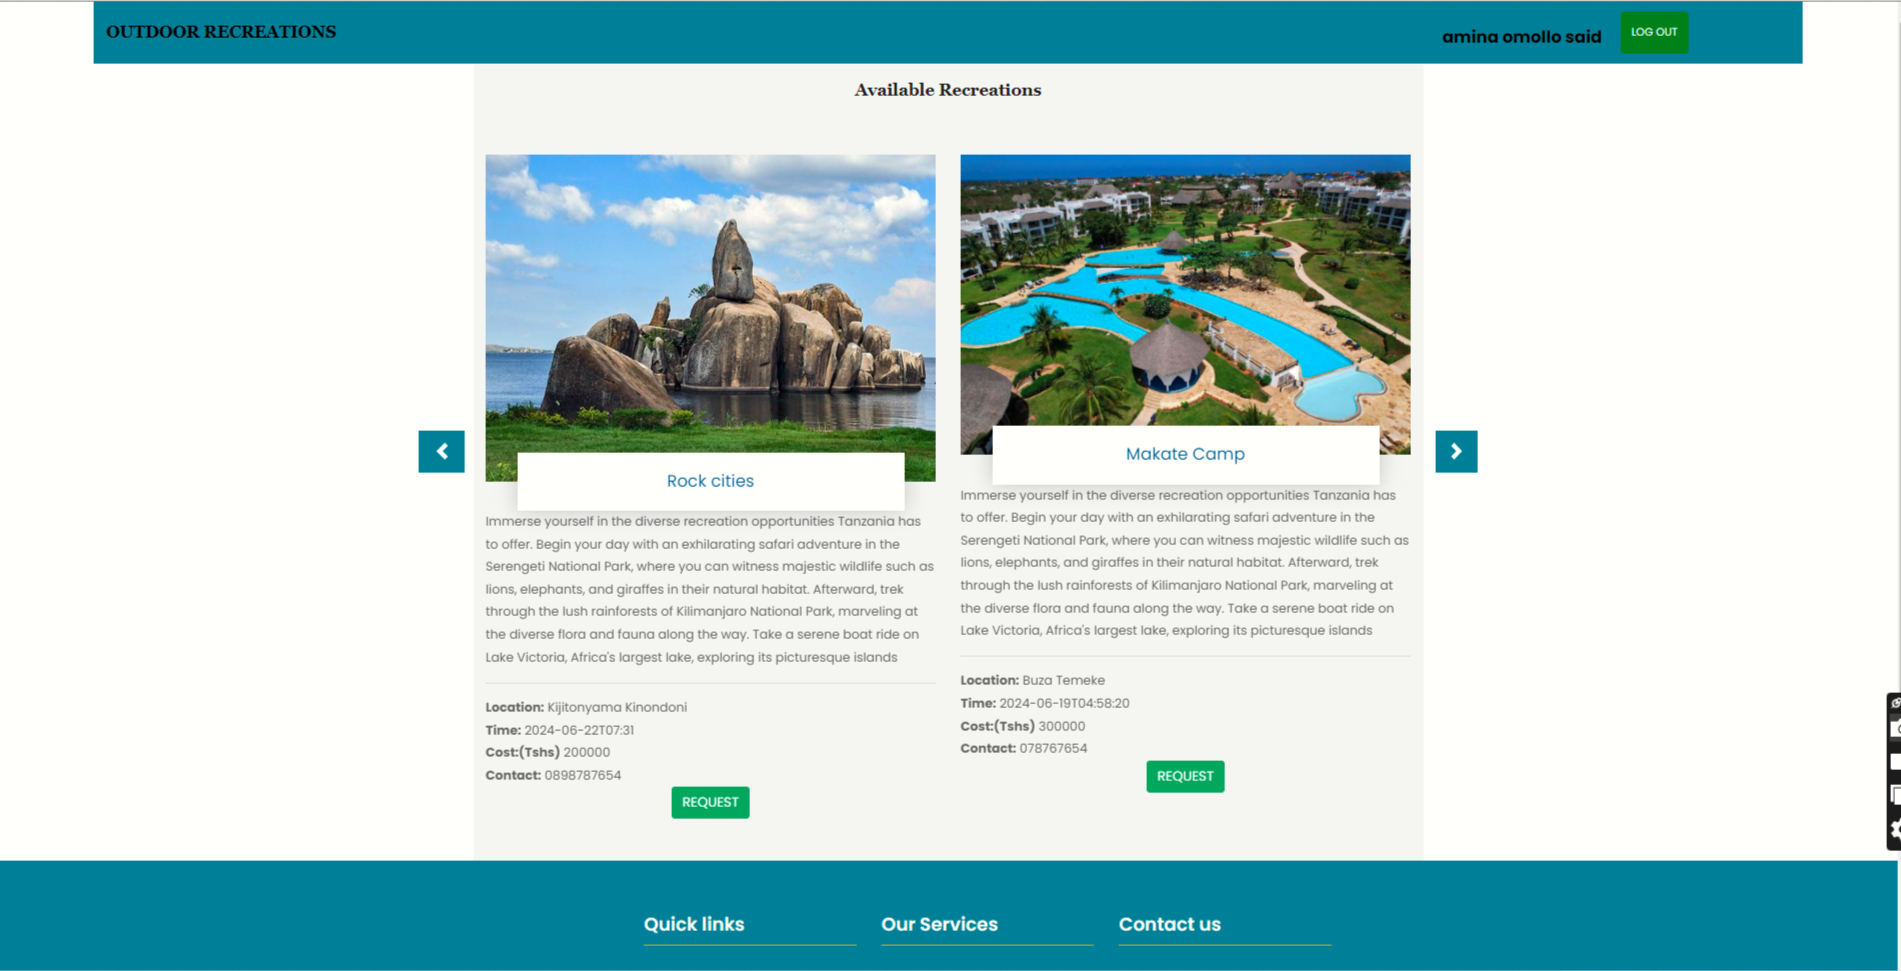 OUTDOOR RECREATIONS
amina omollo said
LOG OUT
Available Recreations
Rock cities
Immerse yourself in the diverse recreation opportunities Tanzania has
to offer. Begin your day with an exhilarating safari adventure in the
Serengeti National Park, where you can witness majestic wildlife such as
lions, elephants, and giraffes in their natural habitat. Afterward, trek
through the lush rainforests of Kilimanjaro National Park, marveling at
the diverse flora and fauna along the way. Take a serene boat ride on
Lake Victoria, Africa's largest lake, exploring its picturesque islands
Location: Kijitonyama Kinondoni
Time: 2024-06-22T07:31
Cost:(Tshs) 200000
Contact: 0898787654
REQUEST
Makate Camp
Immerse yourself in the diverse recreation opportunities Tanzania has
to offer. Begin your day with an exhilarating safari adventure in the
Serengeti National Park, where you can witness majestic wildlife such as
lions, elephants, and giraffes in their natural habitat. Afterward, trek
through the lush rainforests of Kilimanjaro National Park, marveling at
the diverse flora and fauna along the way. Take a serene boat ride on
Lake Victoria, Africa's largest lake, exploring its picturesque islands
Location: Buza Temeke
Time: 2024-06-19T04:58:20
Cost:(Tshs) 300000
Contact: 078767654
REQUEST
Quick links
Our Services
Contact us